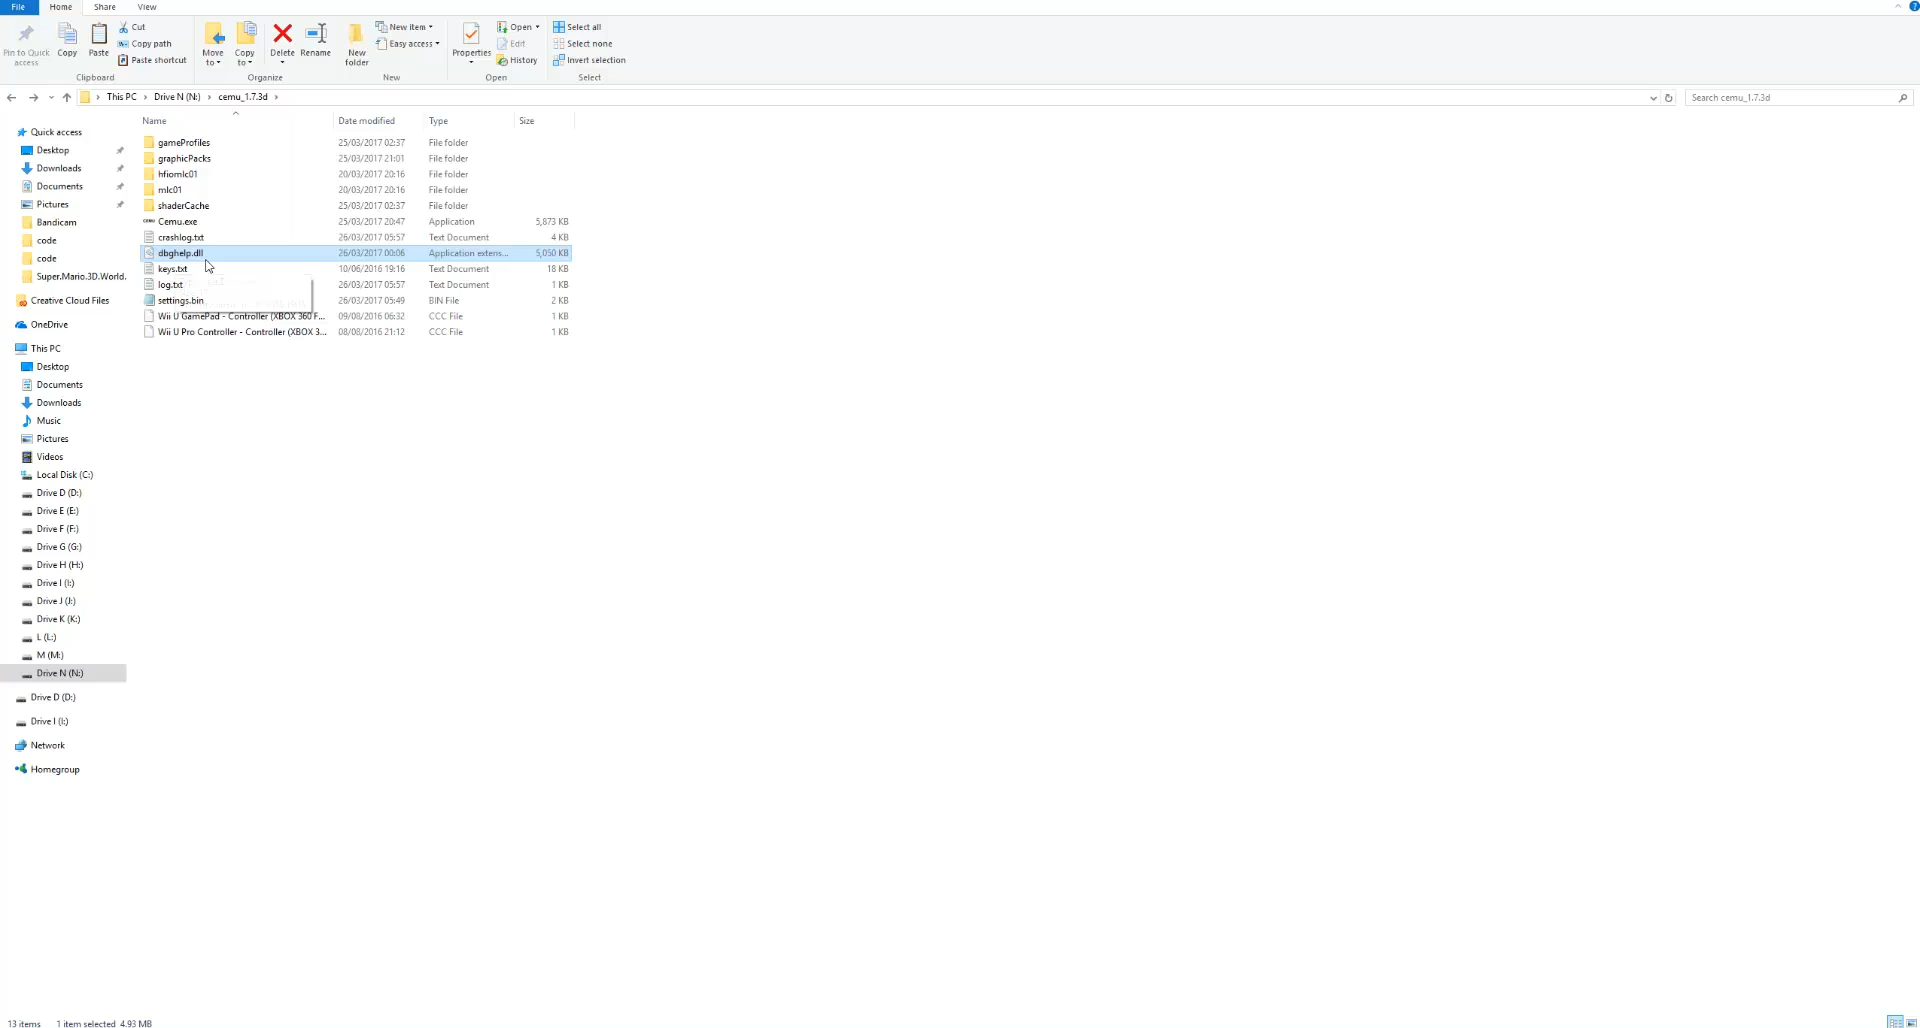 File Home Share View
Pin to Quick access
Copy
Paste
Cut
Copy path
Paste shortcut
Clipboard
Move to
Copy to
Delete
Rename
Organize
New folder
New item
Easy access
New
Properties
Open
Edit
History
Open
Select all
Select none
Invert selection
Select
This PC > Drive N (N:) > cemu_1.7.3d >
Search cemu_1.7.3d
Quick access
Desktop
Downloads
Documents
Pictures
Bandicam
code
code
Super.Mario.3D.World.
Creative Cloud Files
OneDrive
This PC
Desktop
Documents
Downloads
Music
Pictures
Videos
Local Disk (C:)
Drive D (D:)
Drive E (E:)
Drive F (F:)
Drive G (G:)
Drive H (H:)
Drive I (I:)
Drive J (J:)
Drive K (K:)
L (L:)
M (M:)
Drive N (N:)
Drive D (D:)
Drive I (I:)
Network
Homegroup
Name Date modified Type Size
gameProfiles 25/03/2017 02:37 File folder
graphicPacks 25/03/2017 21:01 File folder
hfiomlc01 20/03/2017 20:16 File folder
mlc01 20/03/2017 20:16 File folder
shaderCache 25/03/2017 02:37 File folder
Cemu.exe 25/03/2017 20:47 Application 5,873 KB
crashlog.txt 26/03/2017 05:57 Text Document 4 KB
dbghelp.dll 26/03/2017 00:06 Application extens... 5,050 KB
keys.txt 10/06/2016 19:16 Text Document 18 KB
log.txt 26/03/2017 05:57 Text Document 1 KB
settings.bin 26/03/2017 05:49 BIN File 2 KB
Wii U GamePad - Controller (XBOX 360 F... 09/08/2016 06:32 CCC File 1 KB
Wii U Pro Controller - Controller (XBOX 3... 08/08/2016 21:12 CCC File 1 KB
13 items 1 item selected 4.93 MB